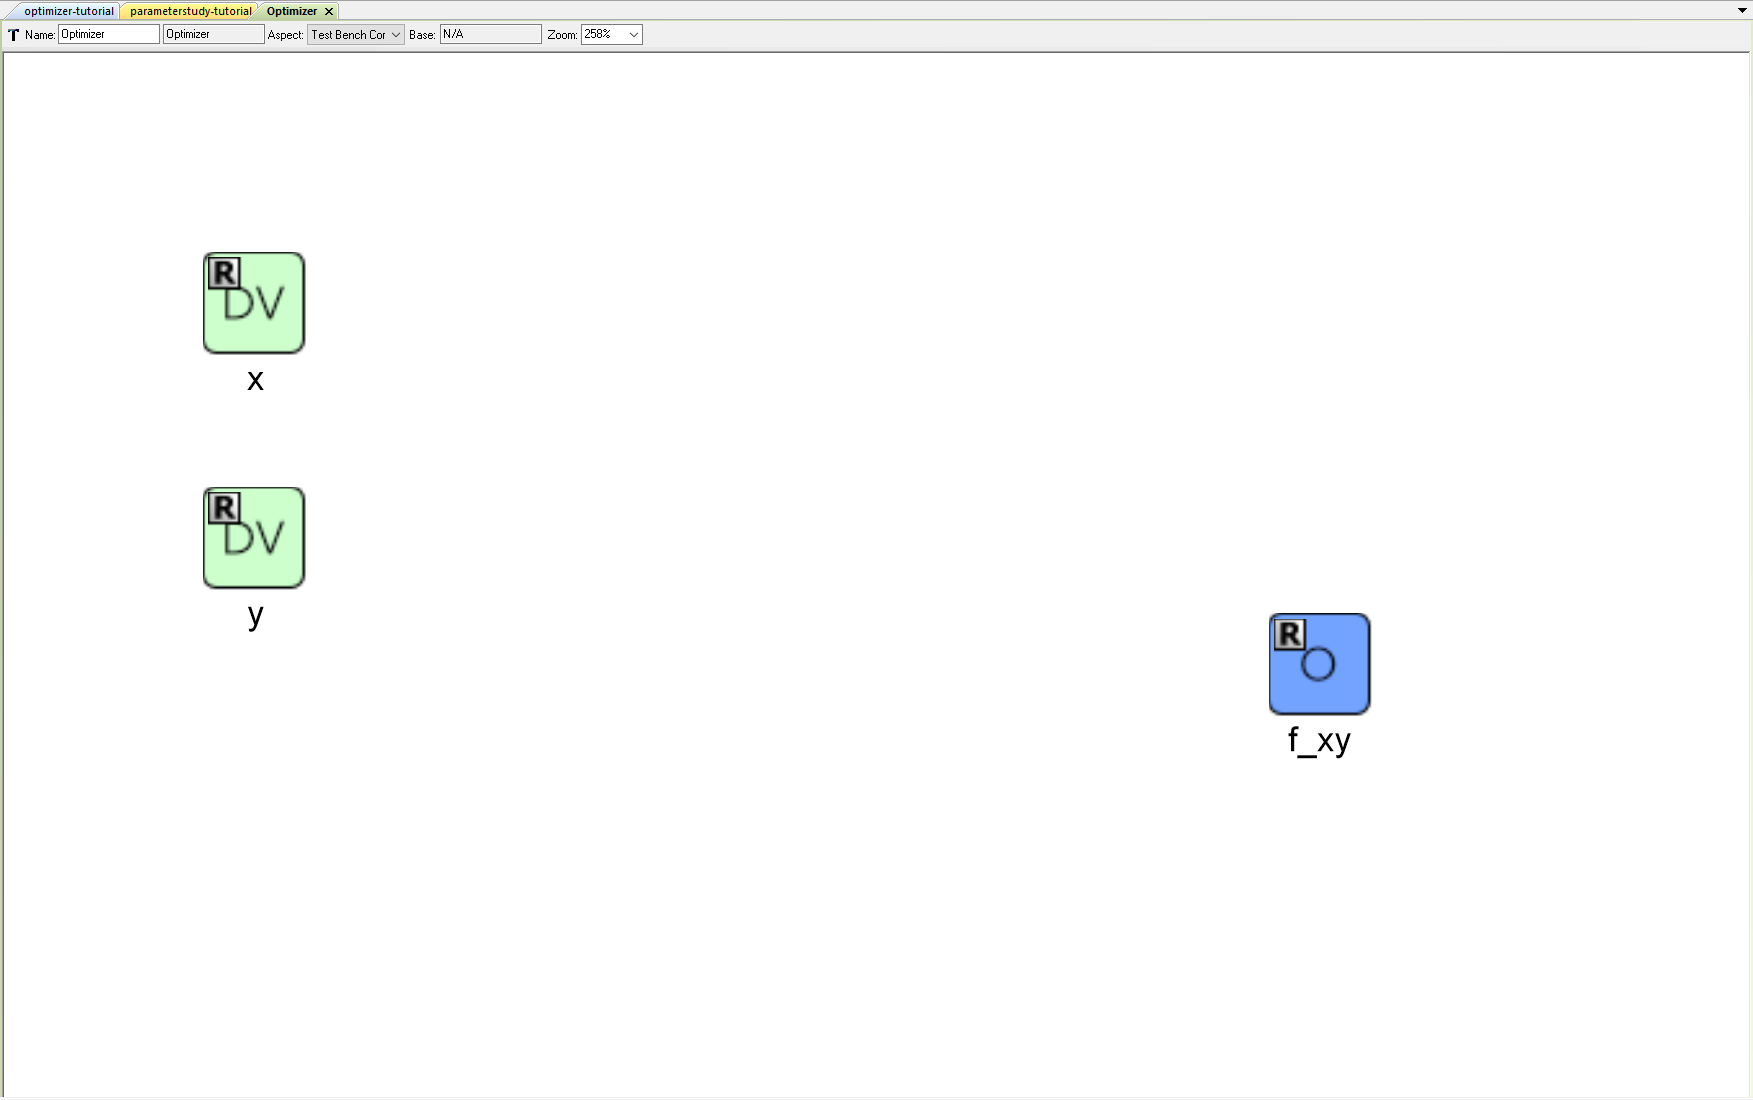 optimizer-tutorial parameterstudy-tutorial Optimizer
T Name: Optimizer Optimizer Aspect: Test Bench Cor Base: N/A Zoom: 258%
R DV
x
R DV
y
R O
f_xy